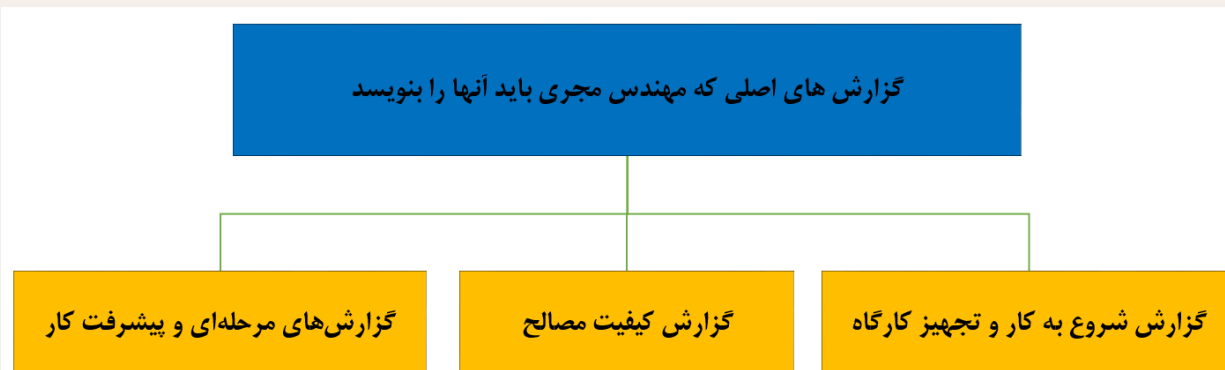 گزارش های اصلی که مهندس مجری باید آنها را بنویسد
گزارش شروع به کار و تجهیز کارگاه
گزارش کیفیت مصالح
گزارش‌های مرحله‌ای و پیشرفت کار